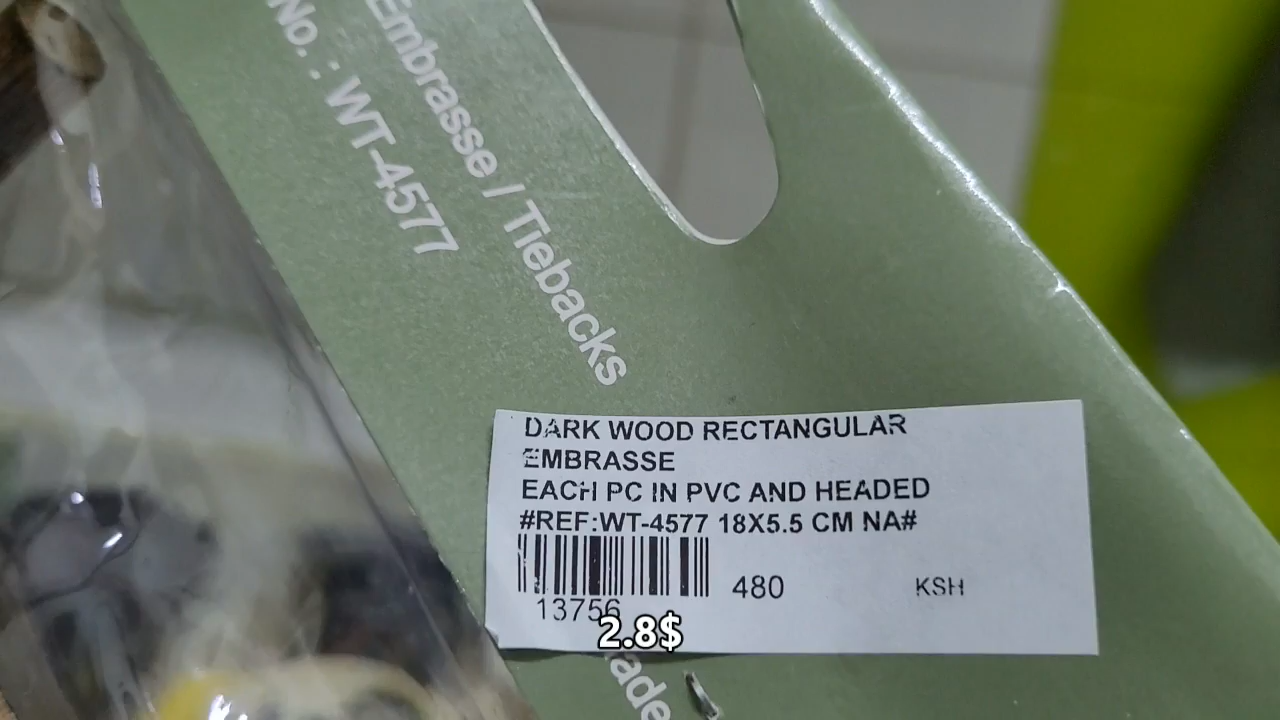 Embrasse / Tiebacks
No. : WT-4577
DARK WOOD RECTANGULAR
EMBRASSE
EACH PC IN PVC AND HEADED
#REF:WT-4577 18X5.5 CM NA#
480 KSH
13756
2.8$